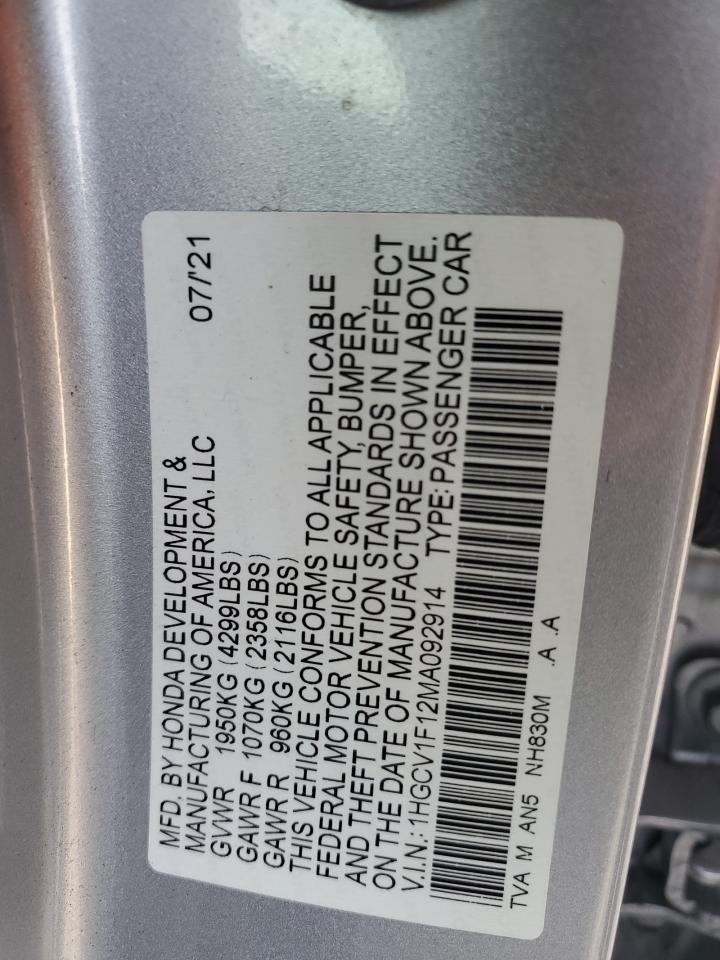 MFD. BY HONDA DEVELOPMENT &
MANUFACTURING OF AMERICA, LLC 07/'21
GVWR 1950KG (4299LBS)
GAWR F 1070KG (2358LBS)
GAWR R 960KG (2116LBS)
THIS VEHICLE CONFORMS TO ALL APPLICABLE
FEDERAL MOTOR VEHICLE SAFETY, BUMPER,
AND THEFT PREVENTION STANDARDS IN EFFECT
ON THE DATE OF MANUFACTURE SHOWN ABOVE.
V.I.N.: 1HGCV1F12MA092914 TYPE: PASSENGER CAR
TVA M AN5 NH830M .A .A